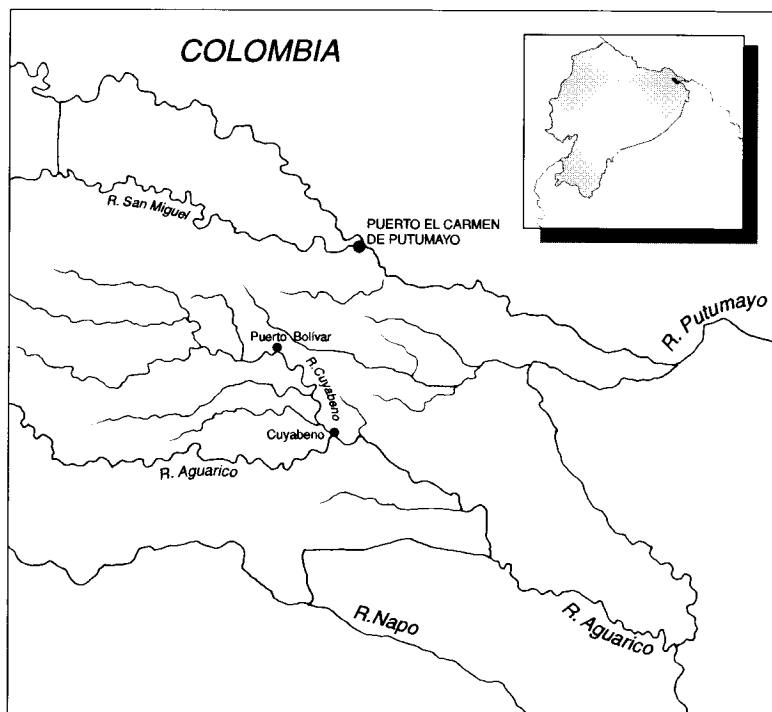 COLOMBIA
R. San Miguel
PUERTO EL CARMEN
DE PUTUMAYO
R. Putumayo
Puerto Bolívar
R. Cuyabeno
Cuyabeno
R. Aguarico
R. Aguarico
R. Napo